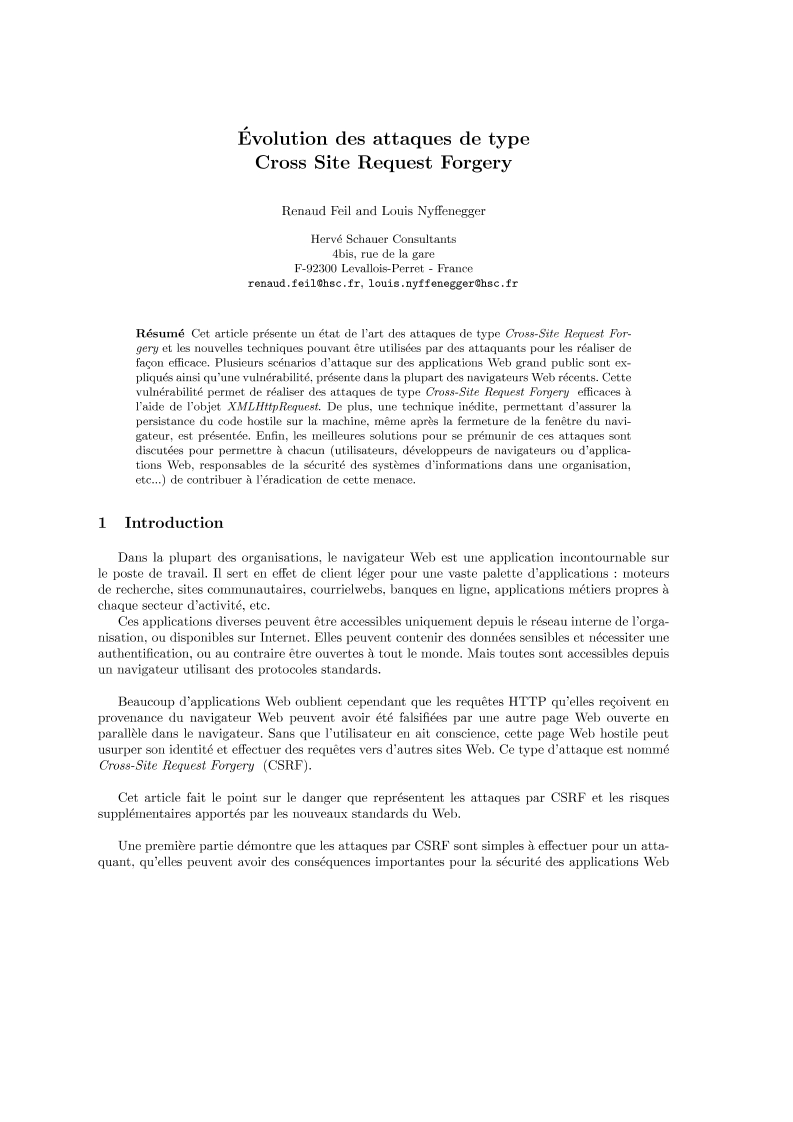 Évolution des attaques de type
Cross Site Request Forgery
Renaud Feil and Louis Nyffenegger
Hervé Schauer Consultants
4bis, rue de la gare
F-92300 Levallois-Perret - France
renaud.feil@hsc.fr, louis.nyffenegger@hsc.fr
Résumé Cet article présente un état de l'art des attaques de type Cross-Site Request For-
gery et les nouvelles techniques pouvant être utilisées par des attaquants pour les réaliser de
façon efficace. Plusieurs scénarios d'attaque sur des applications Web grand public sont ex-
pliqués ainsi qu'une vulnérabilité, présente dans la plupart des navigateurs Web récents. Cette
vulnérabilité permet de réaliser des attaques de type Cross-Site Request Forgery efficaces à
l'aide de l'objet XMLHttpRequest. De plus, une technique inédite, permettant d'assurer la
persistance du code hostile sur la machine, même après la fermeture de la fenêtre du navi-
gateur, est présentée. Enfin, les meilleures solutions pour se prémunir de ces attaques sont
discutées pour permettre à chacun (utilisateurs, développeurs de navigateurs ou d'applica-
tions Web, responsables de la sécurité des systèmes d'informations dans une organisation,
etc...) de contribuer à l'éradication de cette menace.
1 Introduction
Dans la plupart des organisations, le navigateur Web est une application incontournable sur
le poste de travail. Il sert en effet de client léger pour une vaste palette d'applications : moteurs
de recherche, sites communautaires, courrielwebs, banques en ligne, applications métiers propres à
chaque secteur d'activité, etc.
Ces applications diverses peuvent être accessibles uniquement depuis le réseau interne de l'orga-
nisation, ou disponibles sur Internet. Elles peuvent contenir des données sensibles et nécessiter une
authentification, ou au contraire être ouvertes à tout le monde. Mais toutes sont accessibles depuis
un navigateur utilisant des protocoles standards.
Beaucoup d'applications Web oublient cependant que les requêtes HTTP qu'elles reçoivent en
provenance du navigateur Web peuvent avoir été falsifiées par une autre page Web ouverte en
parallèle dans le navigateur. Sans que l'utilisateur en ait conscience, cette page Web hostile peut
usurper son identité et effectuer des requêtes vers d'autres sites Web. Ce type d'attaque est nommé
Cross-Site Request Forgery (CSRF).
Cet article fait le point sur le danger que représentent les attaques par CSRF et les risques
supplémentaires apportés par les nouveaux standards du Web.
Une première partie démontre que les attaques par CSRF sont simples à effectuer pour un atta-
quant, qu'elles peuvent avoir des conséquences importantes pour la sécurité des applications Web